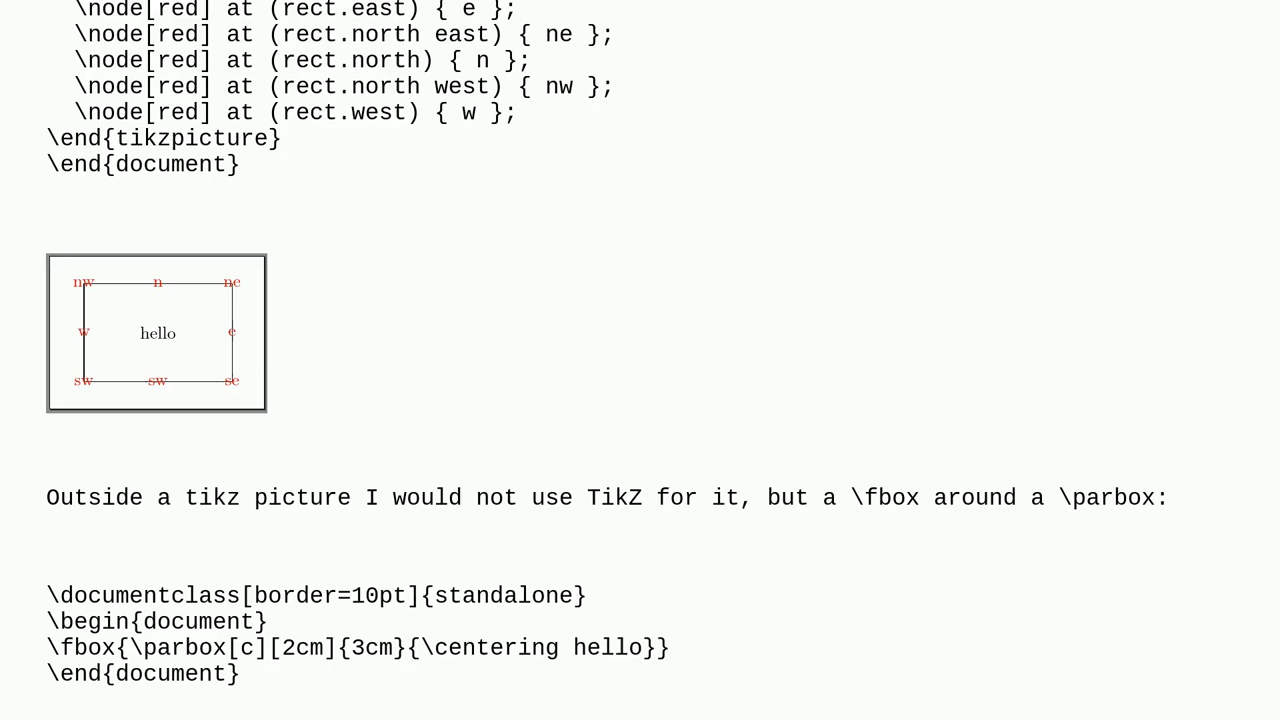 \node[red] at (rect.east) { e };
\node[red] at (rect.north east) { ne };
\node[red] at (rect.north) { n };
\node[red] at (rect.north west) { nw };
\node[red] at (rect.west) { w };
\end{tikzpicture}
\end{document}
nw n ne
w hello e
sw sw se
Outside a tikz picture I would not use TikZ for it, but a \fbox around a \parbox:
\documentclass[border=10pt]{standalone}
\begin{document}
\fbox{\parbox[c][2cm]{3cm}{\centering hello}}
\end{document}